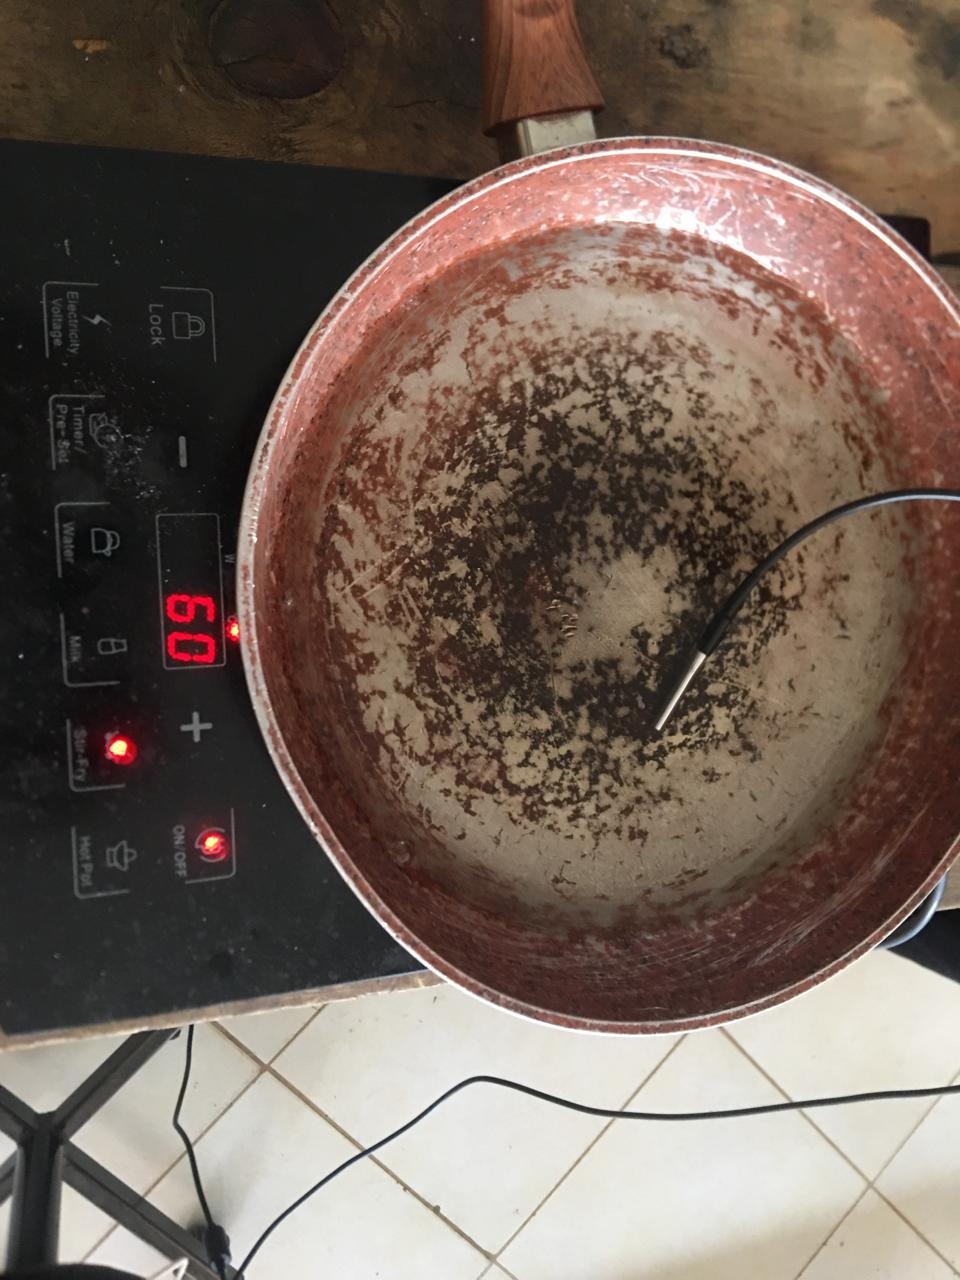 Lock
Electricity
Voltage
Timer/
Pre-Set
W
60
Water
Milk
Stir-Fry
ON/OFF
Hot Pot